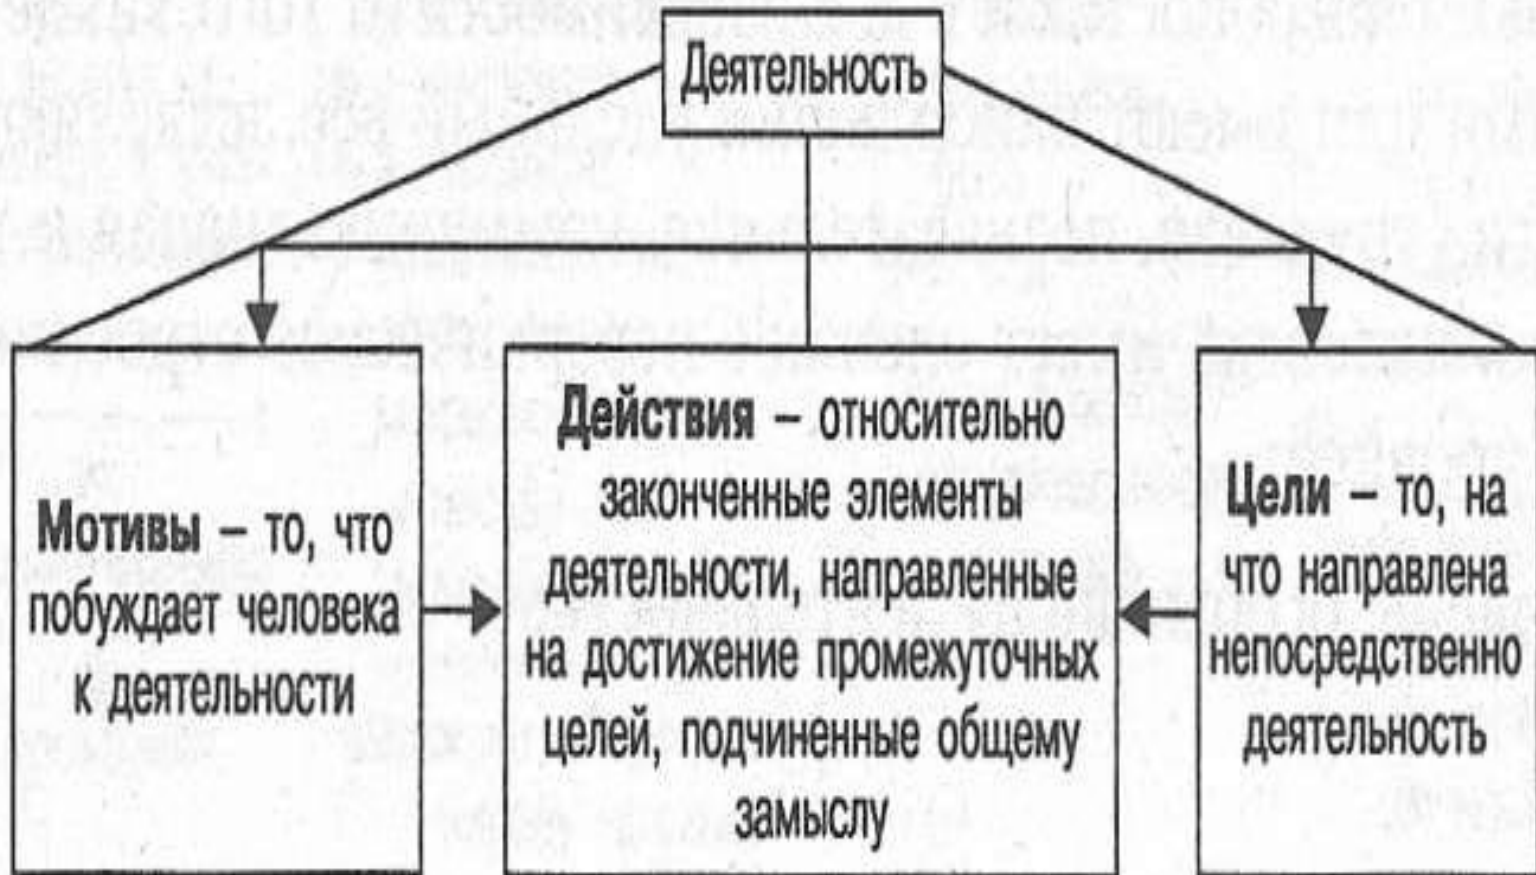 Деятельность
Мотивы – то, что
побуждает человека
к деятельности
Действия – относительно
законченные элементы
деятельности, направленные
на достижение промежуточных
целей, подчиненные общему
замыслу
Цели – то, на
что направлена
непосредственно
деятельность